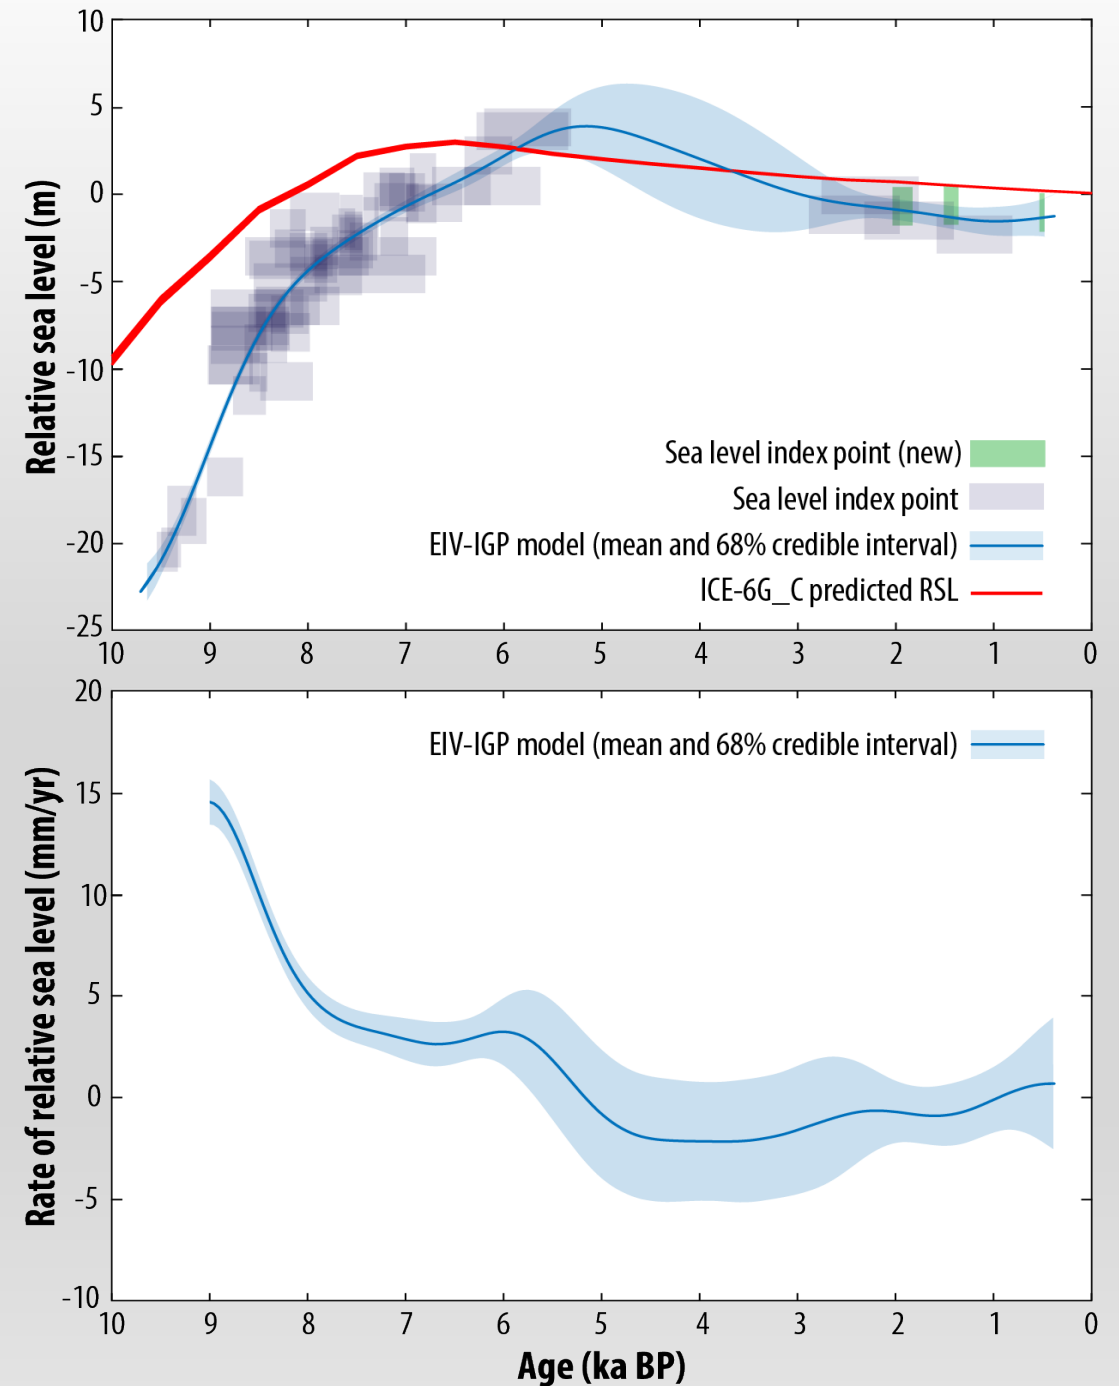 10
5
0
-5
-10
-15
-20
-25
Relative sea level (m)
Sea level index point (new)
Sea level index point
EIV-IGP model (mean and 68% credible interval)
ICE-6G_C predicted RSL
10 9 8 7 6 5 4 3 2 1 0
20
15
10
5
0
-5
-10
Rate of relative sea level (mm/yr)
EIV-IGP model (mean and 68% credible interval)
10 9 8 7 6 5 4 3 2 1 0
Age (ka BP)